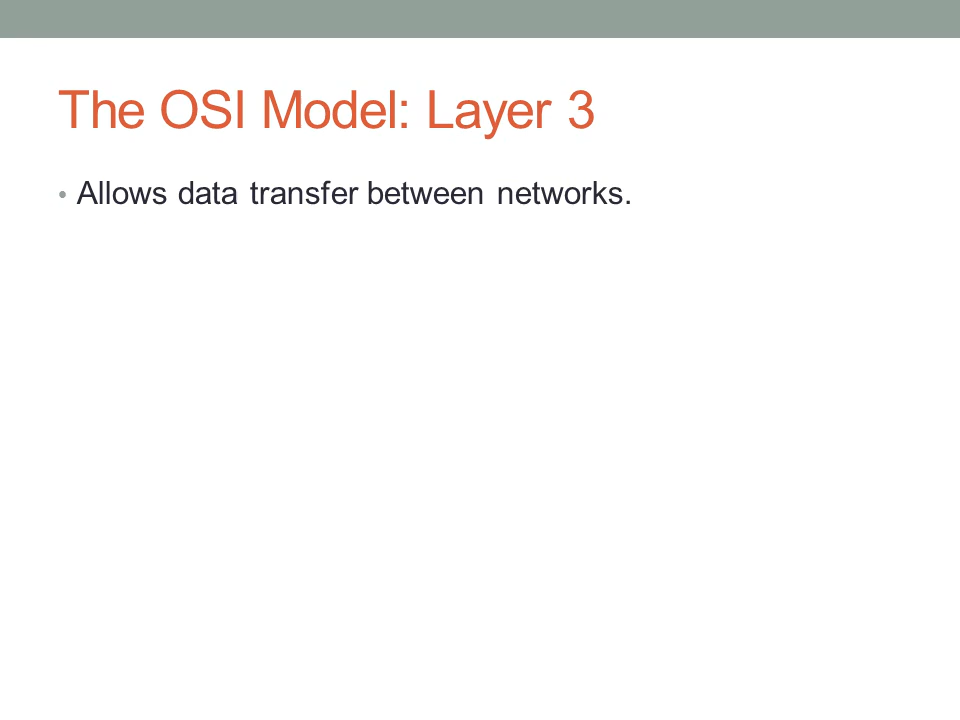 The OSI Model: Layer 3
• Allows data transfer between networks.